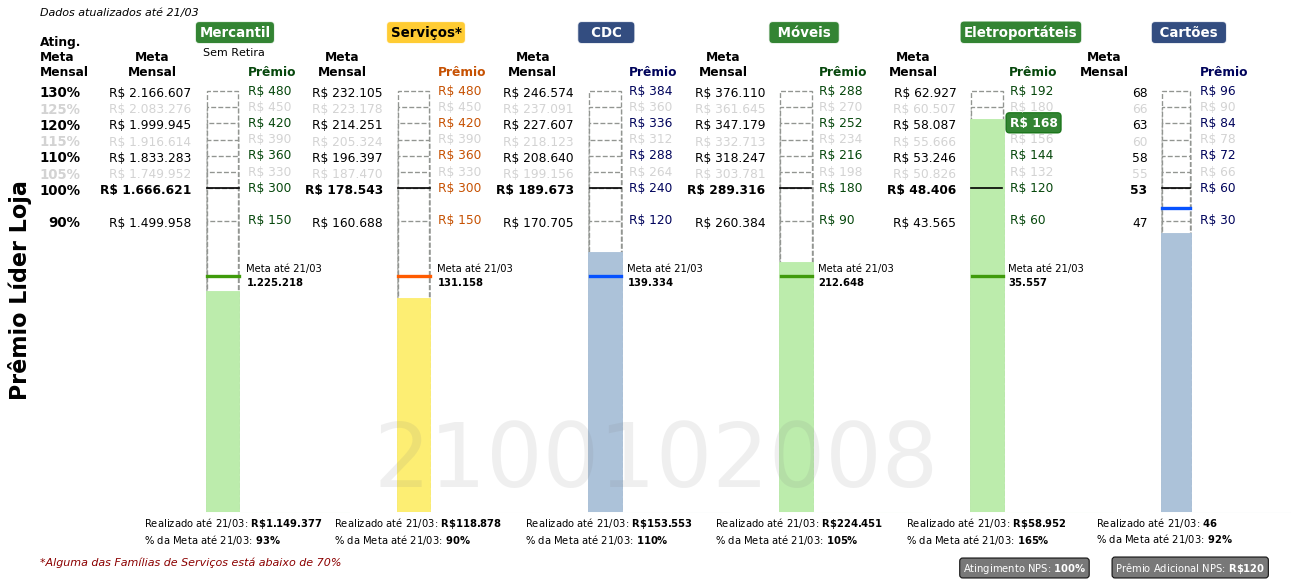 Dados atualizados até 21/03
Mercantil Serviços* CDC Móveis Eletroportáteis Cartões
Sem Retira
Ating. Meta Mensal Meta Mensal Prêmio Meta Mensal Prêmio Meta Mensal Prêmio Meta Mensal Prêmio Meta Mensal Prêmio Meta Mensal Prêmio
130% R$ 2.166.607 R$ 480 R$ 232.105 R$ 480 R$ 246.574 R$ 384 R$ 376.110 R$ 288 R$ 62.927 R$ 192 68 R$ 96
125% R$ 2.083.276 R$ 450 R$ 223.178 R$ 450 R$ 237.091 R$ 360 R$ 361.645 R$ 270 R$ 60.507 R$ 180 66 R$ 90
120% R$ 1.999.945 R$ 420 R$ 214.251 R$ 420 R$ 227.607 R$ 336 R$ 347.179 R$ 252 R$ 58.087 R$ 168 63 R$ 84
115% R$ 1.916.614 R$ 390 R$ 205.324 R$ 390 R$ 218.123 R$ 312 R$ 332.713 R$ 234 R$ 55.666 R$ 156 60 R$ 78
110% R$ 1.833.283 R$ 360 R$ 196.397 R$ 360 R$ 208.640 R$ 288 R$ 318.247 R$ 216 R$ 53.246 R$ 144 58 R$ 72
105% R$ 1.749.952 R$ 330 R$ 187.470 R$ 330 R$ 199.156 R$ 264 R$ 303.781 R$ 198 R$ 50.826 R$ 132 55 R$ 66
100% R$ 1.666.621 R$ 300 R$ 178.543 R$ 300 R$ 189.673 R$ 240 R$ 289.316 R$ 180 R$ 48.406 R$ 120 53 R$ 60
90% R$ 1.499.958 R$ 150 R$ 160.688 R$ 150 R$ 170.705 R$ 120 R$ 260.384 R$ 90 R$ 43.565 R$ 60 47 R$ 30
Prêmio Líder Loja
Meta até 21/03 Meta até 21/03 Meta até 21/03 Meta até 21/03 Meta até 21/03
1.225.218 131.158 139.334 212.648 35.557
2100102008
Realizado até 21/03: R$1.149.377 Realizado até 21/03: R$118.878 Realizado até 21/03: R$153.553 Realizado até 21/03: R$224.451 Realizado até 21/03: R$58.952 Realizado até 21/03: 46
% da Meta até 21/03: 93% % da Meta até 21/03: 90% % da Meta até 21/03: 110% % da Meta até 21/03: 105% % da Meta até 21/03: 165% % da Meta até 21/03: 92%
*Alguma das Famílias de Serviços está abaixo de 70% Atingimento NPS: 100% Prêmio Adicional NPS: R$120